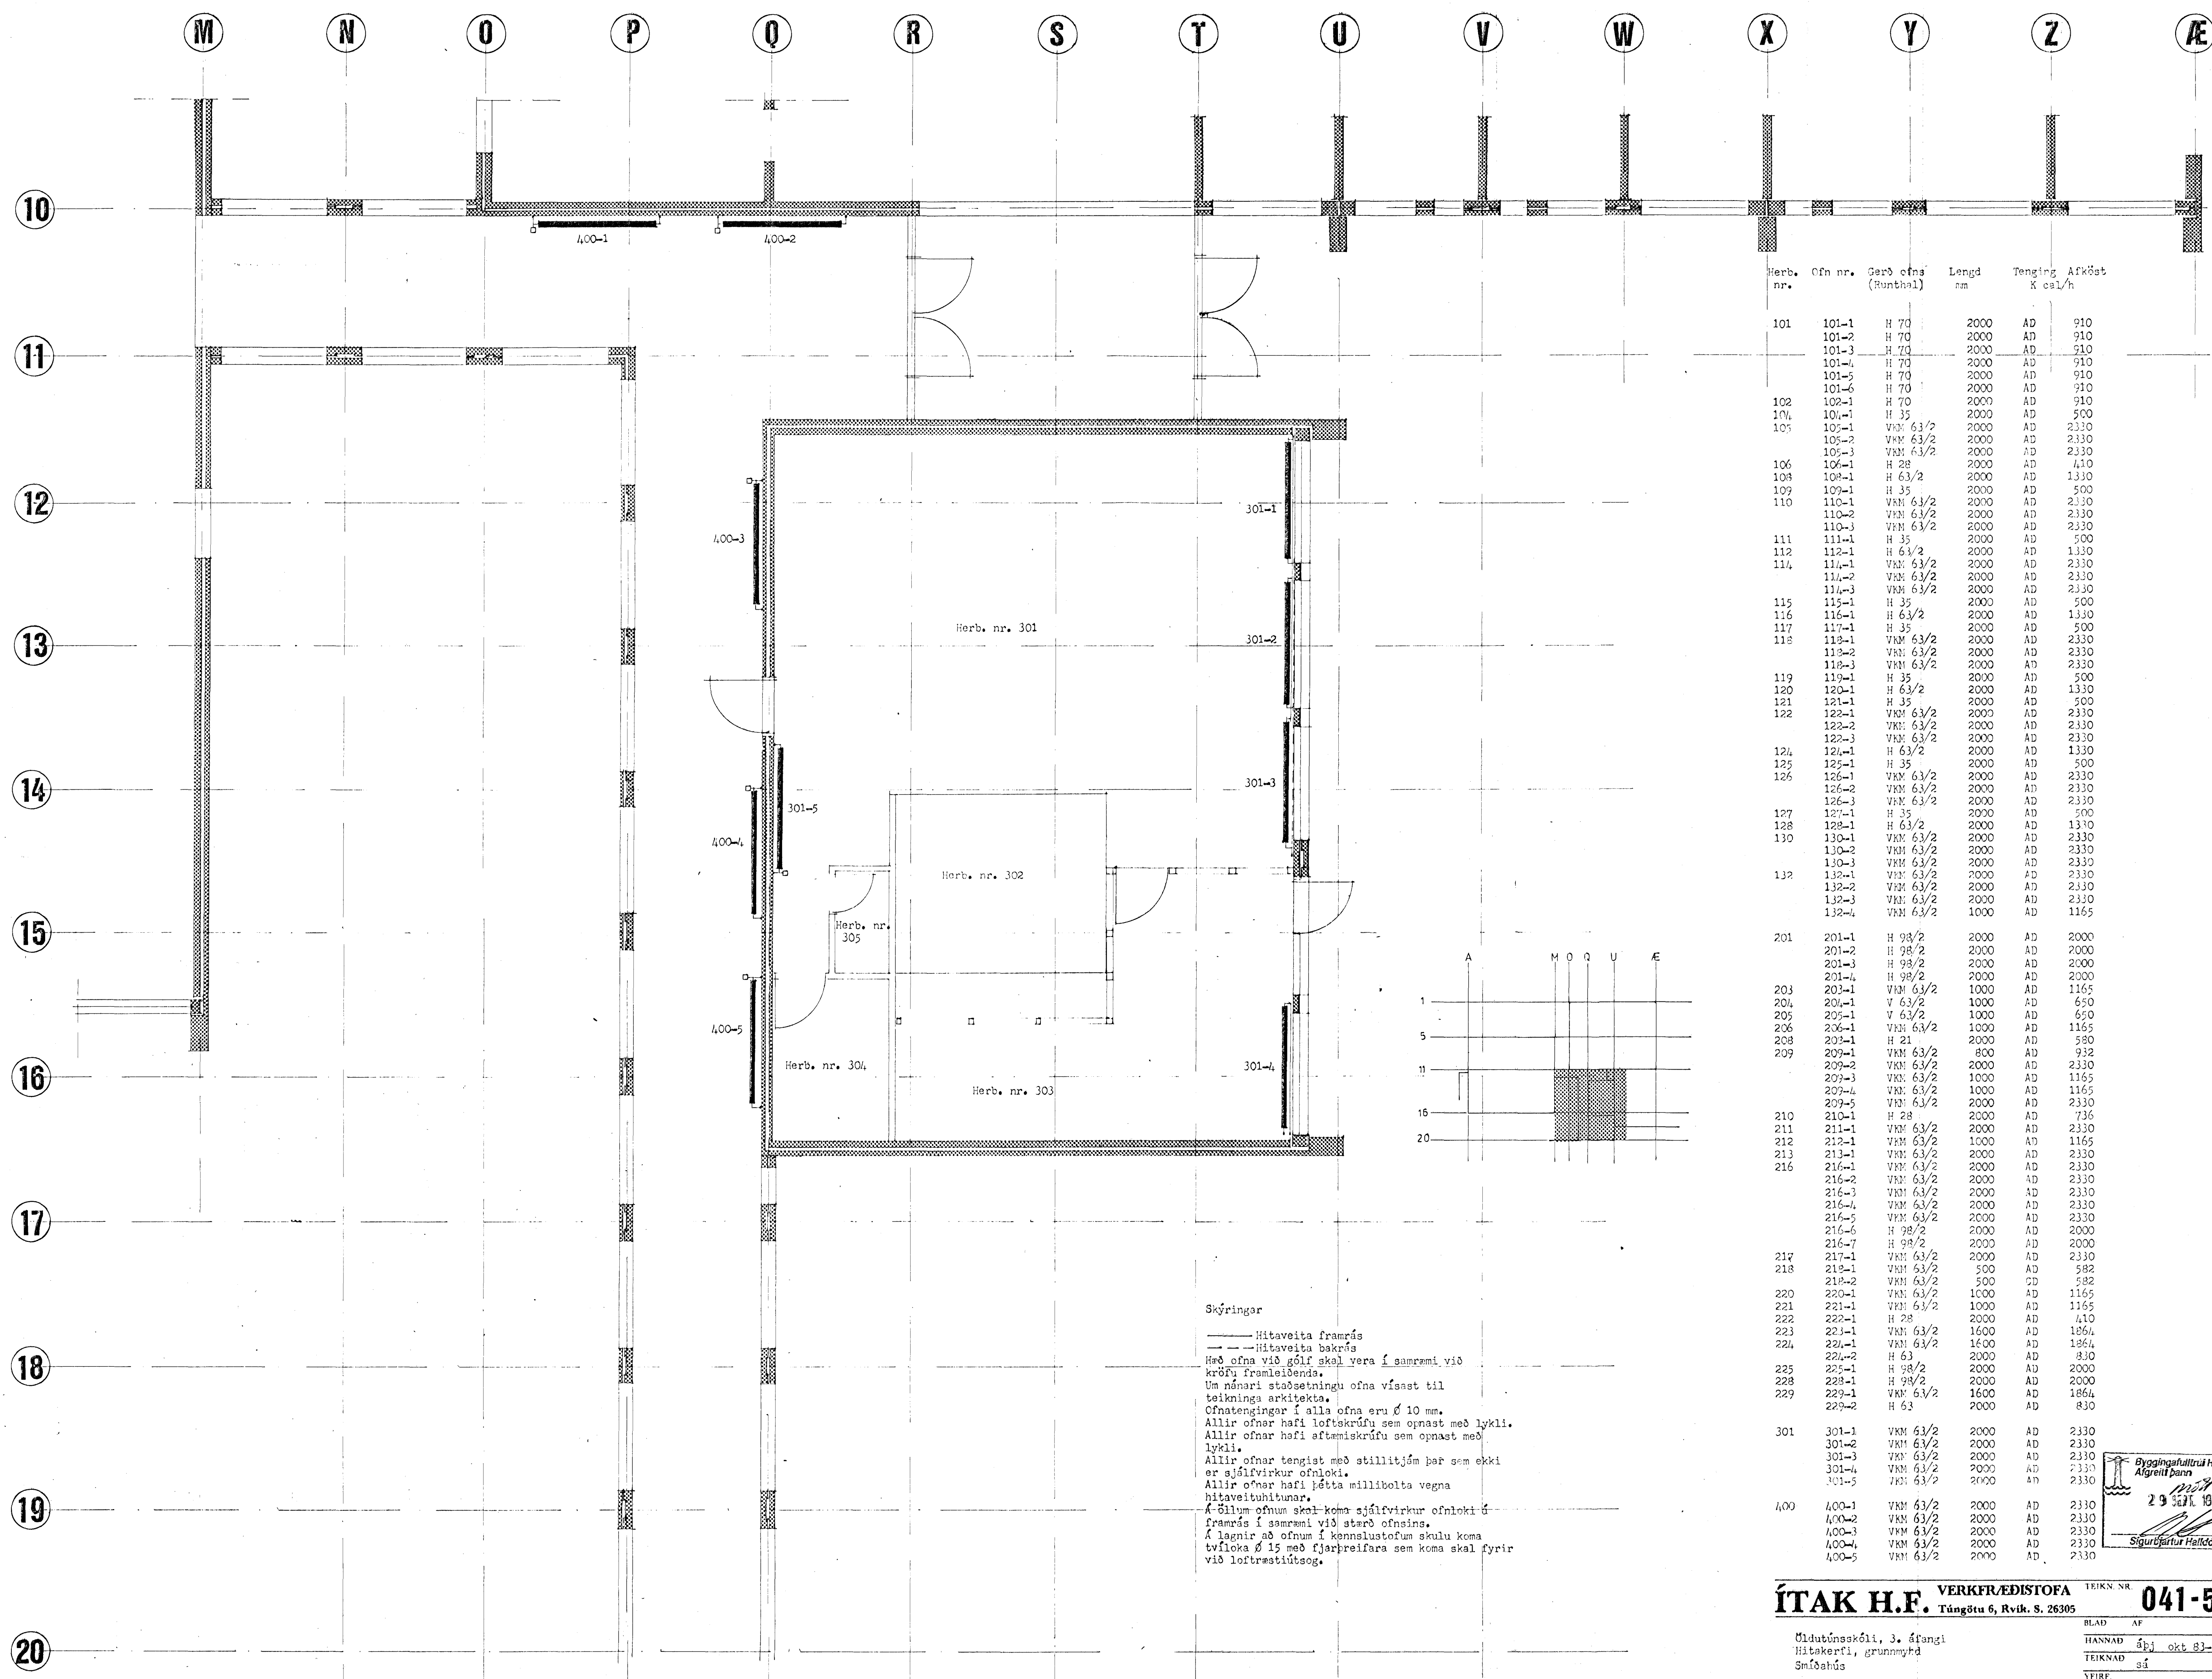 M N O P Q R S T U V W X Y Z Æ
10
400-1
400-2
11
12
400-3
301-1
Herb. nr. 301
301-2
13
14
301-3
301-5
400-4
Herb. nr. 302
Herb. nr.
305
15
400-5
Herb. nr. 304
301-4
16
Herb. nr. 303
17
18
19
20
A M O Q U Æ
1
5
11
16
20
Skýringar
Hitaveita framrás
Hitaveita bakrás
Hæð ofna við gólf skal vera í samræmi við
kröfu framleiðenda.
Um nánari staðsetningu ofna vísast til
teikninga arkitekta.
Ofnatengingar í alla ofna eru Ø 10 mm.
Allir ofnar hafi loftskrúfu sem opnast með lykli.
Allir ofnar hafi aftæmiskrúfu sem opnast með
lykli.
Allir ofnar tengist með stillitjám þar sem ekki
er sjálfvirkur ofnloki.
Allir ofnar hafi þétta millibolta vegna
hitaveituhitunar.
Á öllum ofnum skal koma sjálfvirkur ofnloki á
framrás í samræmi við stærð ofnsins.
Á lagnir að ofnum í kennslustofum skulu koma
tvíloka Ø 15 með fjarþreifara sem koma skal fyrir
við loftræstiútsog.
Herb. Ofn nr. Gerð ofns Lengd Tenging Afköst
nr. (Runthal) mm K cal/h
101 101-1 H 70 2000 AD 910
101-2 H 70 2000 AD 910
101-3 H 70 2000 AD 910
101-4 H 70 2000 AD 910
101-5 H 70 2000 AD 910
101-6 H 70 2000 AD 910
102 102-1 H 70 2000 AD 910
104 104-1 H 35 2000 AD 500
105 105-1 VKM 63/2 2000 AD 2330
105-2 VKM 63/2 2000 AD 2330
105-3 VKM 63/2 2000 AD 2330
106 106-1 H 28 2000 AD 410
108 108-1 H 63/2 2000 AD 1330
109 109-1 H 35 2000 AD 500
110 110-1 VKM 63/2 2000 AD 2330
110-2 VKM 63/2 2000 AD 2330
110-3 VKM 63/2 2000 AD 2330
111 111-1 H 35 2000 AD 500
112 112-1 H 63/2 2000 AD 1330
114 114-1 VKM 63/2 2000 AD 2330
114-2 VKM 63/2 2000 AD 2330
114-3 VKM 63/2 2000 AD 2330
115 115-1 H 35 2000 AD 500
116 116-1 H 63/2 2000 AD 1330
117 117-1 H 35 2000 AD 500
118 118-1 VKM 63/2 2000 AD 2330
118-2 VKM 63/2 2000 AD 2330
118-3 VKM 63/2 2000 AD 2330
119 119-1 H 35 2000 AD 500
120 120-1 H 63/2 2000 AD 1330
121 121-1 H 35 2000 AD 500
122 122-1 VKM 63/2 2000 AD 2330
122-2 VKM 63/2 2000 AD 2330
122-3 VKM 63/2 2000 AD 2330
124 124-1 H 63/2 2000 AD 1330
125 125-1 H 35 2000 AD 500
126 126-1 VKM 63/2 2000 AD 2330
126-2 VKM 63/2 2000 AD 2330
126-3 VKM 63/2 2000 AD 2330
127 127-1 H 35 2000 AD 500
128 128-1 H 63/2 2000 AD 1330
130 130-1 VKM 63/2 2000 AD 2330
130-2 VKM 63/2 2000 AD 2330
130-3 VKM 63/2 2000 AD 2330
132 132-1 VKM 63/2 2000 AD 2330
132-2 VKM 63/2 2000 AD 2330
132-3 VKM 63/2 2000 AD 2330
132-4 VKM 63/2 1000 AD 1165
201 201-1 H 98/2 2000 AD 2000
201-2 H 98/2 2000 AD 2000
201-3 H 98/2 2000 AD 2000
201-4 H 98/2 2000 AD 2000
203 203-1 VKM 63/2 1000 AD 1165
204 204-1 V 63/2 1000 AD 650
205 205-1 V 63/2 1000 AD 650
206 206-1 VKM 63/2 1000 AD 1165
208 208-1 H 21 2000 AD 580
209 209-1 VKM 63/2 800 AD 932
209-2 VKM 63/2 2000 AD 2330
209-3 VKM 63/2 1000 AD 1165
209-4 VKM 63/2 1000 AD 1165
209-5 VKM 63/2 2000 AD 2330
210 210-1 H 28 2000 AD 736
211 211-1 VKM 63/2 2000 AD 2330
212 212-1 VKM 63/2 1000 AD 1165
213 213-1 VKM 63/2 2000 AD 2330
216 216-1 VKM 63/2 2000 AD 2330
216-2 VKM 63/2 2000 AD 2330
216-3 VKM 63/2 2000 AD 2330
216-4 VKM 63/2 2000 AD 2330
216-5 VKM 63/2 2000 AD 2330
216-6 H 98/2 2000 AD 2000
216-7 H 98/2 2000 AD 2000
217 217-1 VKM 63/2 2000 AD 2330
218 218-1 VKM 63/2 500 AD 582
218-2 VKM 63/2 500 CD 582
220 220-1 VKM 63/2 1000 AD 1165
221 221-1 VKM 63/2 1000 AD 1165
222 222-1 H 28 2000 AD 410
223 223-1 VKM 63/2 1600 AD 1864
224 224-1 VKM 63/2 1600 AD 1864
224-2 H 63 2000 AD 830
225 225-1 H 98/2 2000 AD 2000
228 228-1 H 98/2 2000 AD 2000
229 229-1 VKM 63/2 1600 AD 1864
229-2 H 63 2000 AD 830
301 301-1 VKM 63/2 2000 AD 2330
301-2 VKM 63/2 2000 AD 2330
301-3 VKM 63/2 2000 AD 2330
301-4 VKM 63/2 2000 AD 2330
301-5 VKM 63/2 2000 AD 2330
400 400-1 VKM 63/2 2000 AD 2330
400-2 VKM 63/2 2000 AD 2330
400-3 VKM 63/2 2000 AD 2330
400-4 VKM 63/2 2000 AD 2330
400-5 VKM 63/2 2000 AD 2330
Byggingafulltrúi H
Afgreitt þann
29 SEPT.
Sigurbjartur Halldó
ÍTAK H.F. VERKFRÆÐISTOFA
Túngötu 6, Rvík. S. 26305
TEIKN. NR. 041-5
BLAÐ AF
HANNAÐ áþj okt 83
TEIKNAÐ sá
YFIRF.
Öldutúnsskóli, 3. áfangi
Hitakerfi, grunnmynd
Smíðahús